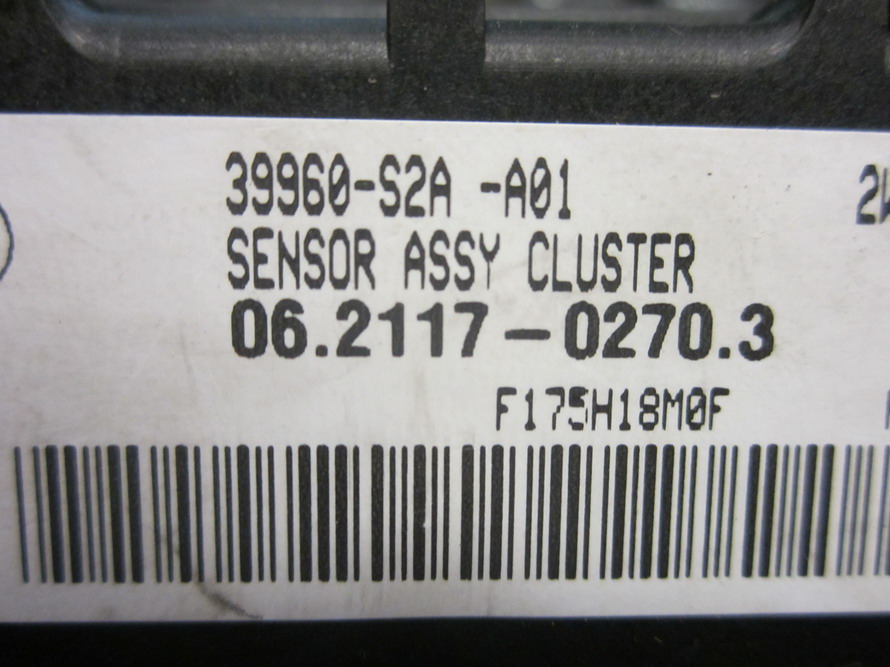 39960-S2A -A01
SENSOR ASSY CLUSTER
06.2117-0270.3
F175H18M0F